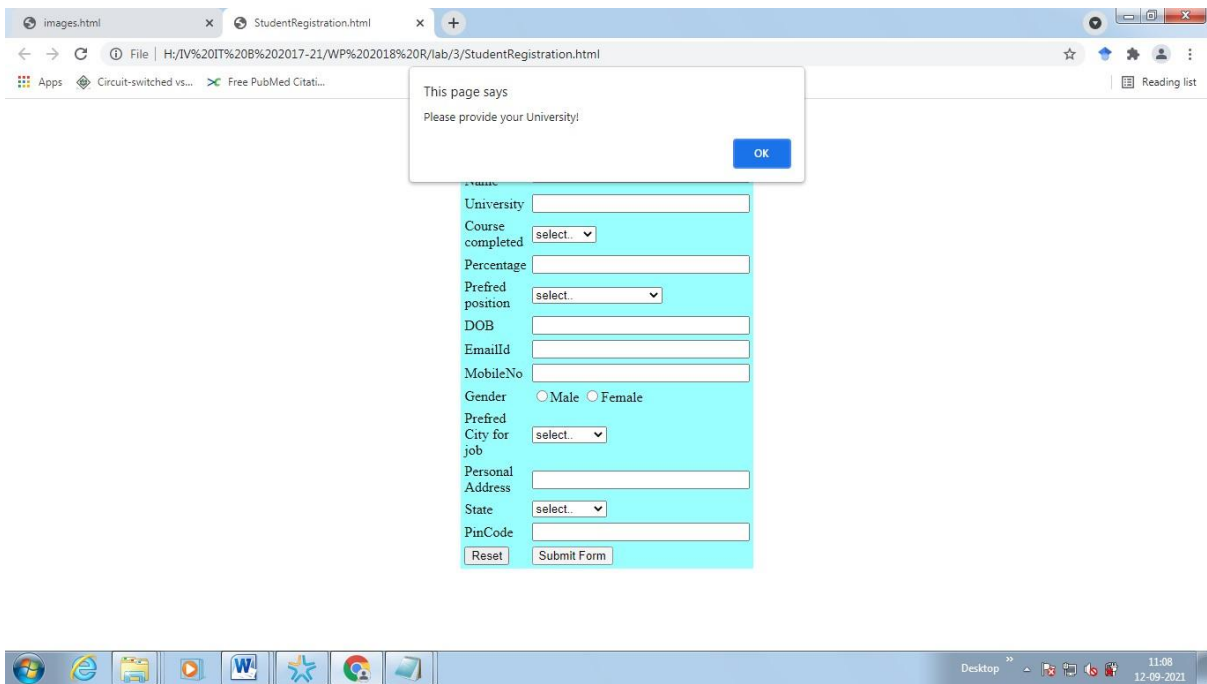 images.html
StudentRegistration.html
File | H:/IV%20IT%20B%202017-21/WP%202018%20R/lab/3/StudentRegistration.html
Apps Circuit-switched vs... Free PubMed Citati... Reading list
This page says
Please provide your University!
OK
Name
University
Course
completed select..
Percentage
Prefred
position select..
DOB
EmailId
MobileNo
Gender Male Female
Prefred
City for
job select..
Personal
Address
State select..
PinCode
Reset Submit Form
Desktop 11:08
12-09-2021